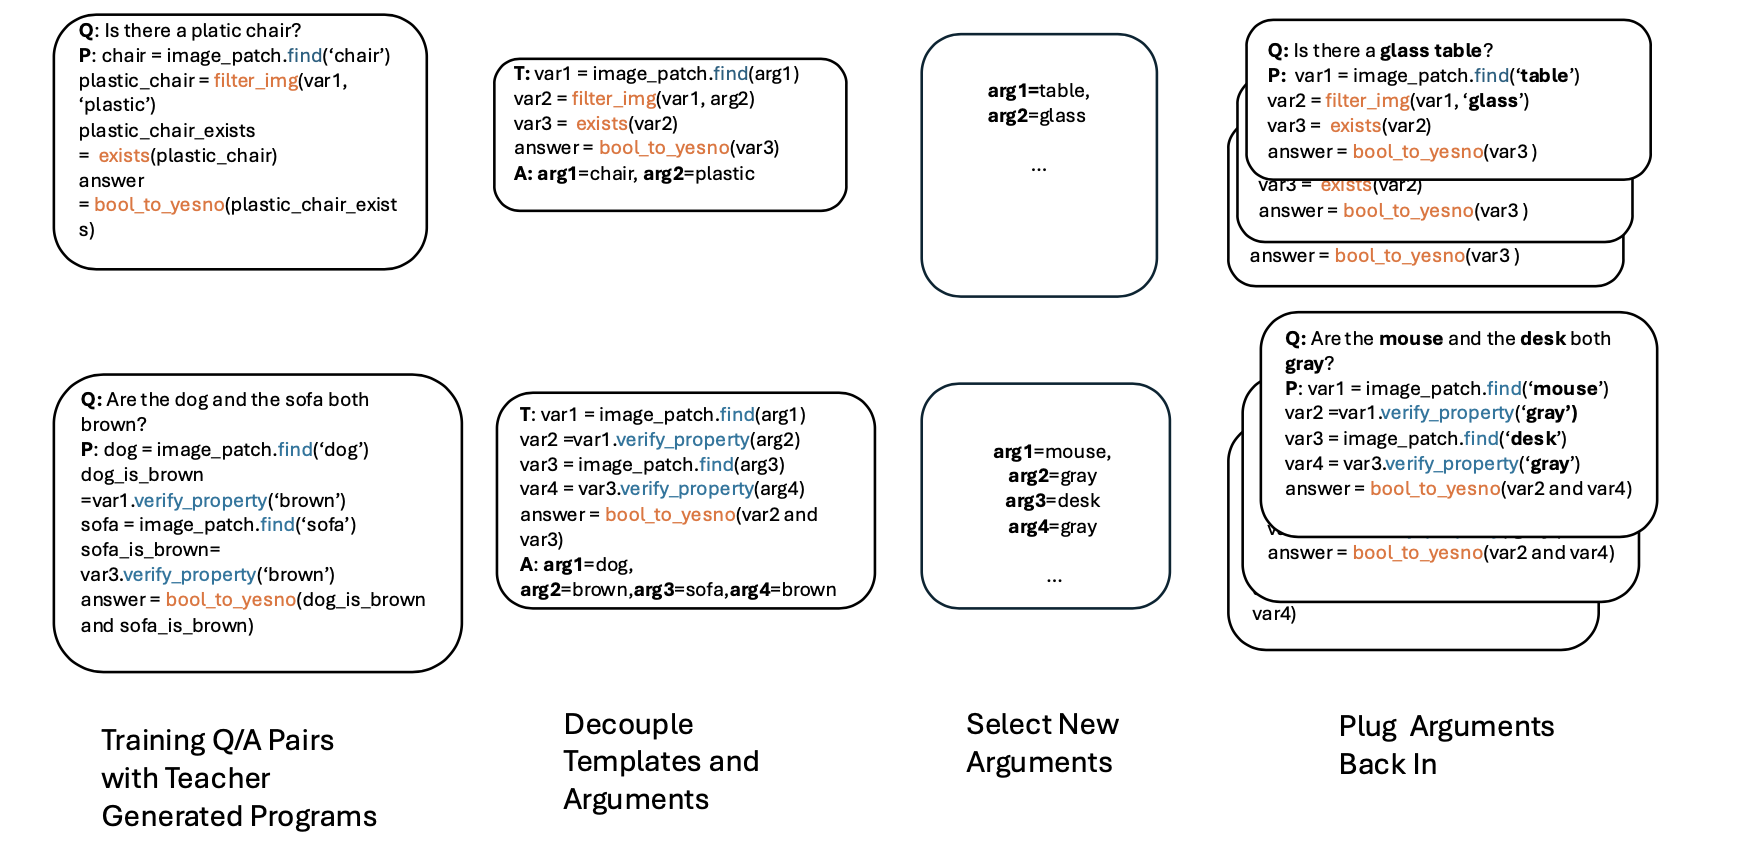 Q: Is there a platic chair?
P: chair = image_patch.find(‘chair’)
plastic_chair = filter_img(var1,
‘plastic’)
plastic_chair_exists
= exists(plastic_chair)
answer
= bool_to_yesno(plastic_chair_exist
s)
T: var1 = image_patch.find(arg1)
var2 = filter_img(var1, arg2)
var3 = exists(var2)
answer = bool_to_yesno(var3)
A: arg1=chair, arg2=plastic
arg1=table,
arg2=glass
...
Q: Is there a glass table?
P: var1 = image_patch.find(‘table’)
var2 = filter_img(var1, ‘glass’)
var3 = exists(var2)
answer = bool_to_yesno(var3 )
var3 = exists(var2)
answer = bool_to_yesno(var3 )
answer = bool_to_yesno(var3 )
Q: Are the dog and the sofa both
brown?
P: dog = image_patch.find(‘dog’)
dog_is_brown
=var1.verify_property(‘brown’)
sofa = image_patch.find(‘sofa’)
sofa_is_brown=
var3.verify_property(‘brown’)
answer = bool_to_yesno(dog_is_brown
and sofa_is_brown)
T: var1 = image_patch.find(arg1)
var2 =var1.verify_property(arg2)
var3 = image_patch.find(arg3)
var4 = var3.verify_property(arg4)
answer = bool_to_yesno(var2 and
var3)
A: arg1=dog,
arg2=brown,arg3=sofa,arg4=brown
arg1=mouse,
arg2=gray
arg3=desk
arg4=gray
...
Q: Are the mouse and the desk both
gray?
P: var1 = image_patch.find(‘mouse’)
var2 =var1.verify_property(‘gray’)
var3 = image_patch.find(‘desk’)
var4 = var3.verify_property(‘gray’)
answer = bool_to_yesno(var2 and var4)
answer = bool_to_yesno(var2 and var4)
var4)
Training Q/A Pairs
with Teacher
Generated Programs
Decouple
Templates and
Arguments
Select New
Arguments
Plug Arguments
Back In